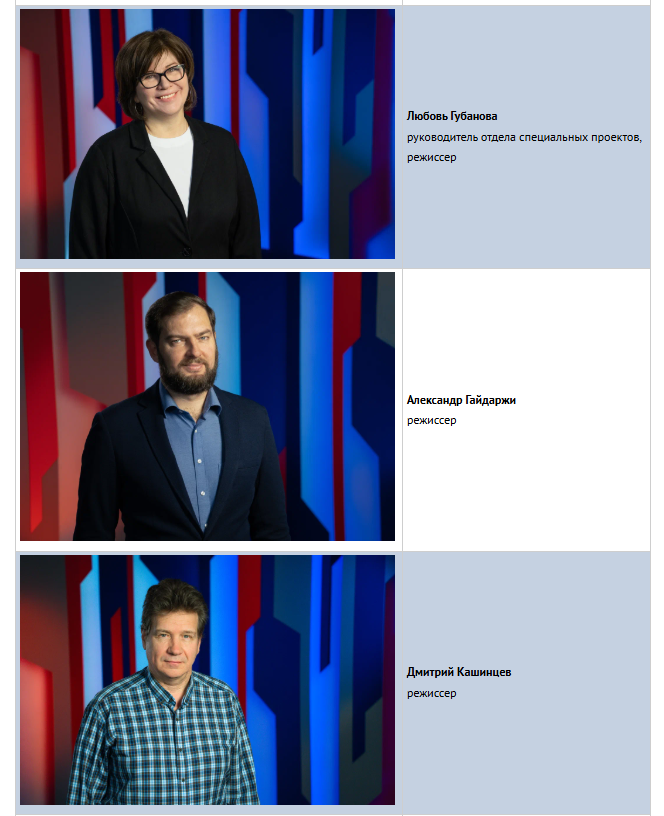 Любовь Губанова
руководитель отдела специальных проектов,
режиссер
Александр Гайдаржи
режиссер
Дмитрий Кашинцев
режиссер